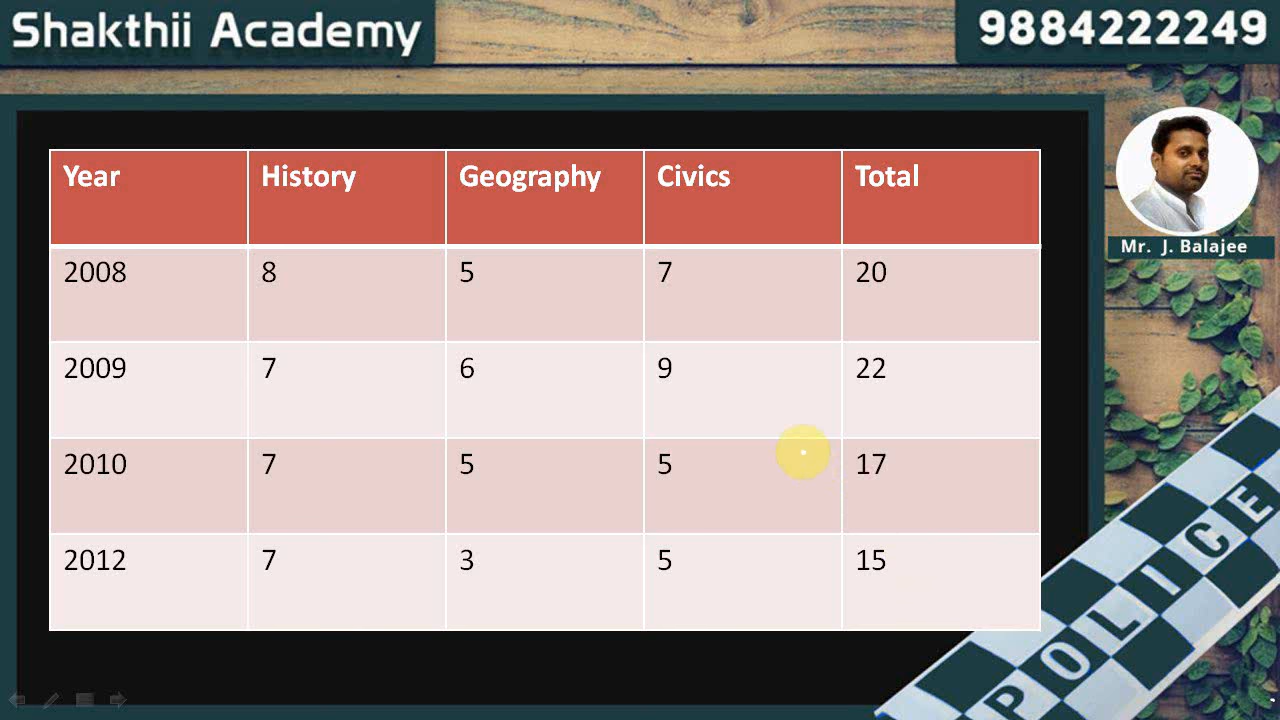 Shakthii Academy
9884222249
Mr. J. Balajee
Year History Geography Civics Total
2008 8 5 7 20
2009 7 6 9 22
2010 7 5 5 17
2012 7 3 5 15
POLICE